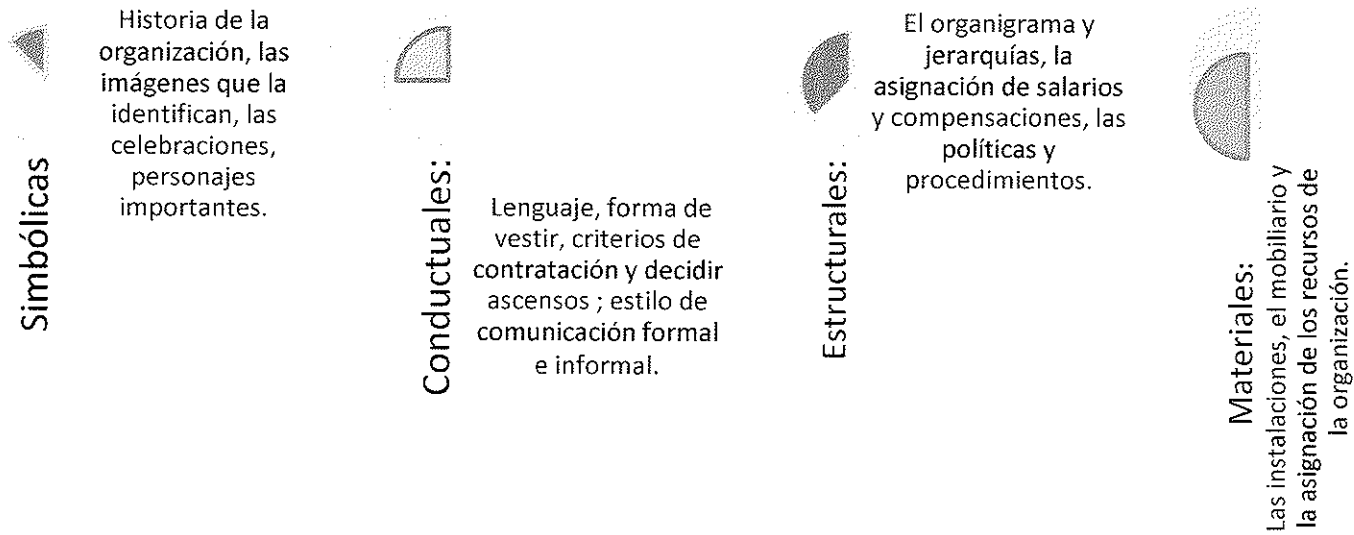 Simbólicas
Historia de la
organización, las
imágenes que la
identifican, las
celebraciones,
personajes
importantes.
Conductuales:
Lenguaje, forma de
vestir, criterios de
contratación y decidir
ascensos ; estilo de
comunicación formal
e informal.
Estructurales:
El organigrama y
jerarquías, la
asignación de salarios
y compensaciones, las
políticas y
procedimientos.
Materiales:
Las instalaciones, el mobiliario y
la asignación de los recursos de
la organización.